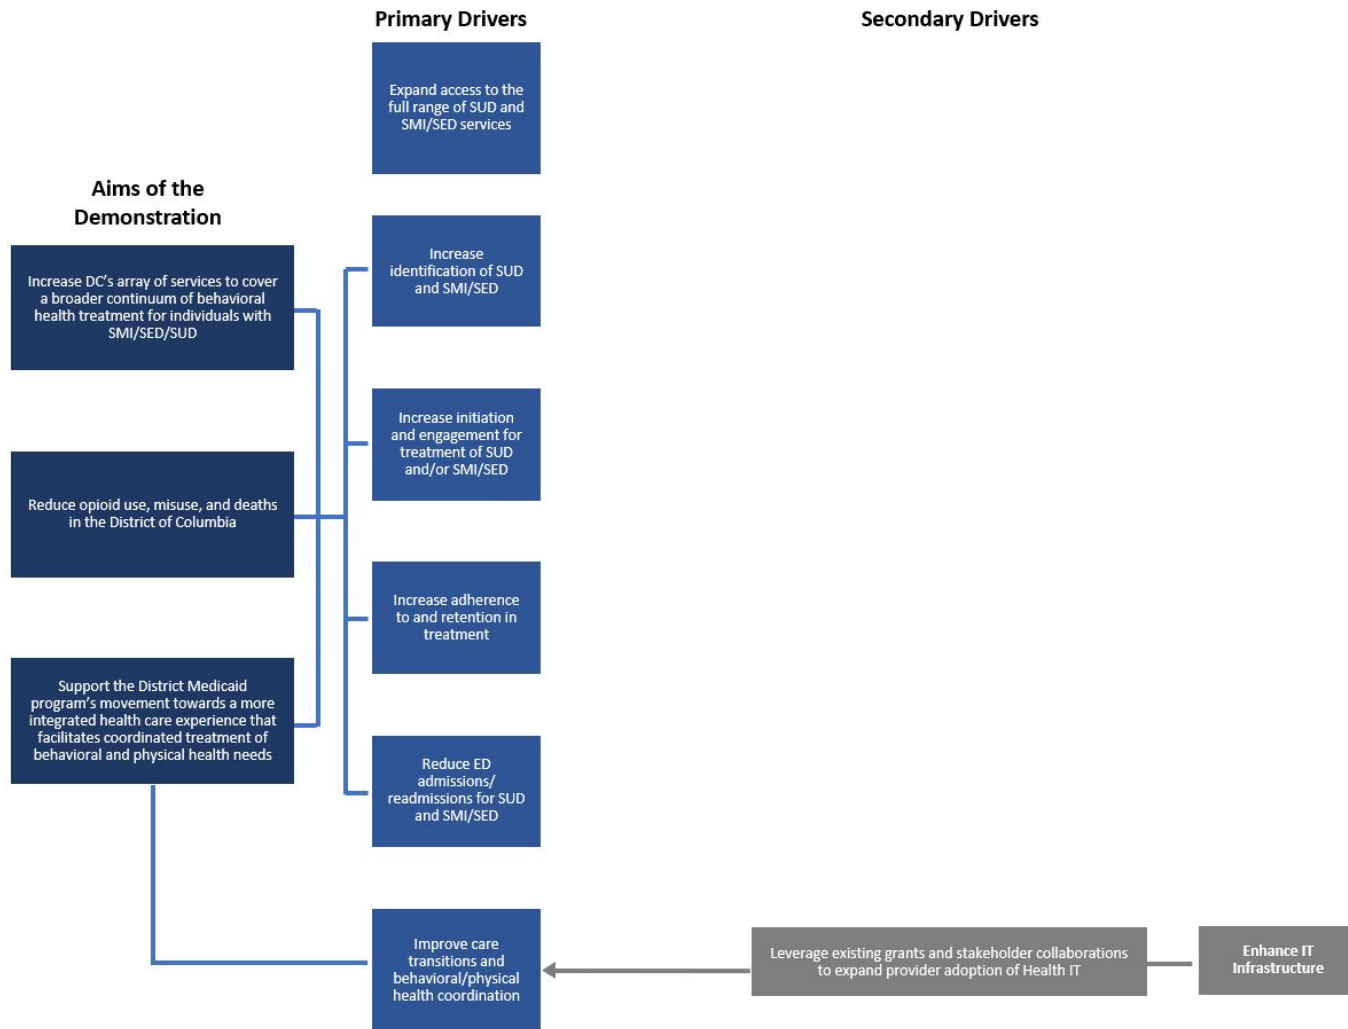 Primary Drivers
Secondary Drivers
Expand access to the
full range of SUD and
SMI/SED services
Aims of the
Demonstration
Increase DC’s array of services to cover
a broader continuum of behavioral
health treatment for individuals with
SMI/SED/SUD
Increase
identification of SUD
and SMI/SED
Increase initiation
and engagement for
treatment of SUD
and/or SMI/SED
Reduce opioid use, misuse, and deaths
in the District of Columbia
Increase adherence
to and retention in
treatment
Support the District Medicaid
program’s movement towards a more
integrated health care experience that
facilitates coordinated treatment of
behavioral and physical health needs
Reduce ED
admissions/
readmissions for SUD
and SMI/SED
Improve care
transitions and
behavioral/physical
health coordination
Leverage existing grants and stakeholder collaborations
to expand provider adoption of Health IT
Enhance IT
Infrastructure